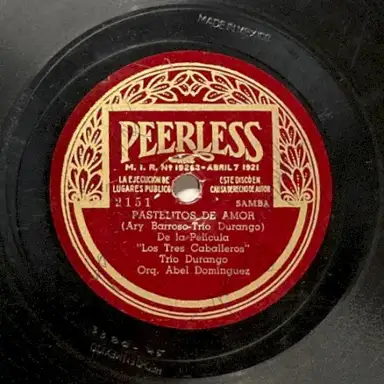 MADE IN MEXICO
PEERLESS
M. I. R. Nº 19263 - ABRIL 7 1921
LA EJECUCION DE ESTE DISCO EN
LUGARES PUBLICOS CAUSA DERECHO DE AUTOR
2151 SAMBA
PASTELITOS DE AMOR
(Ary Barroso-Trio Durango)
De la Película
"Los Tres Caballeros"
Trio Durango
Orq. Abel Dominguez